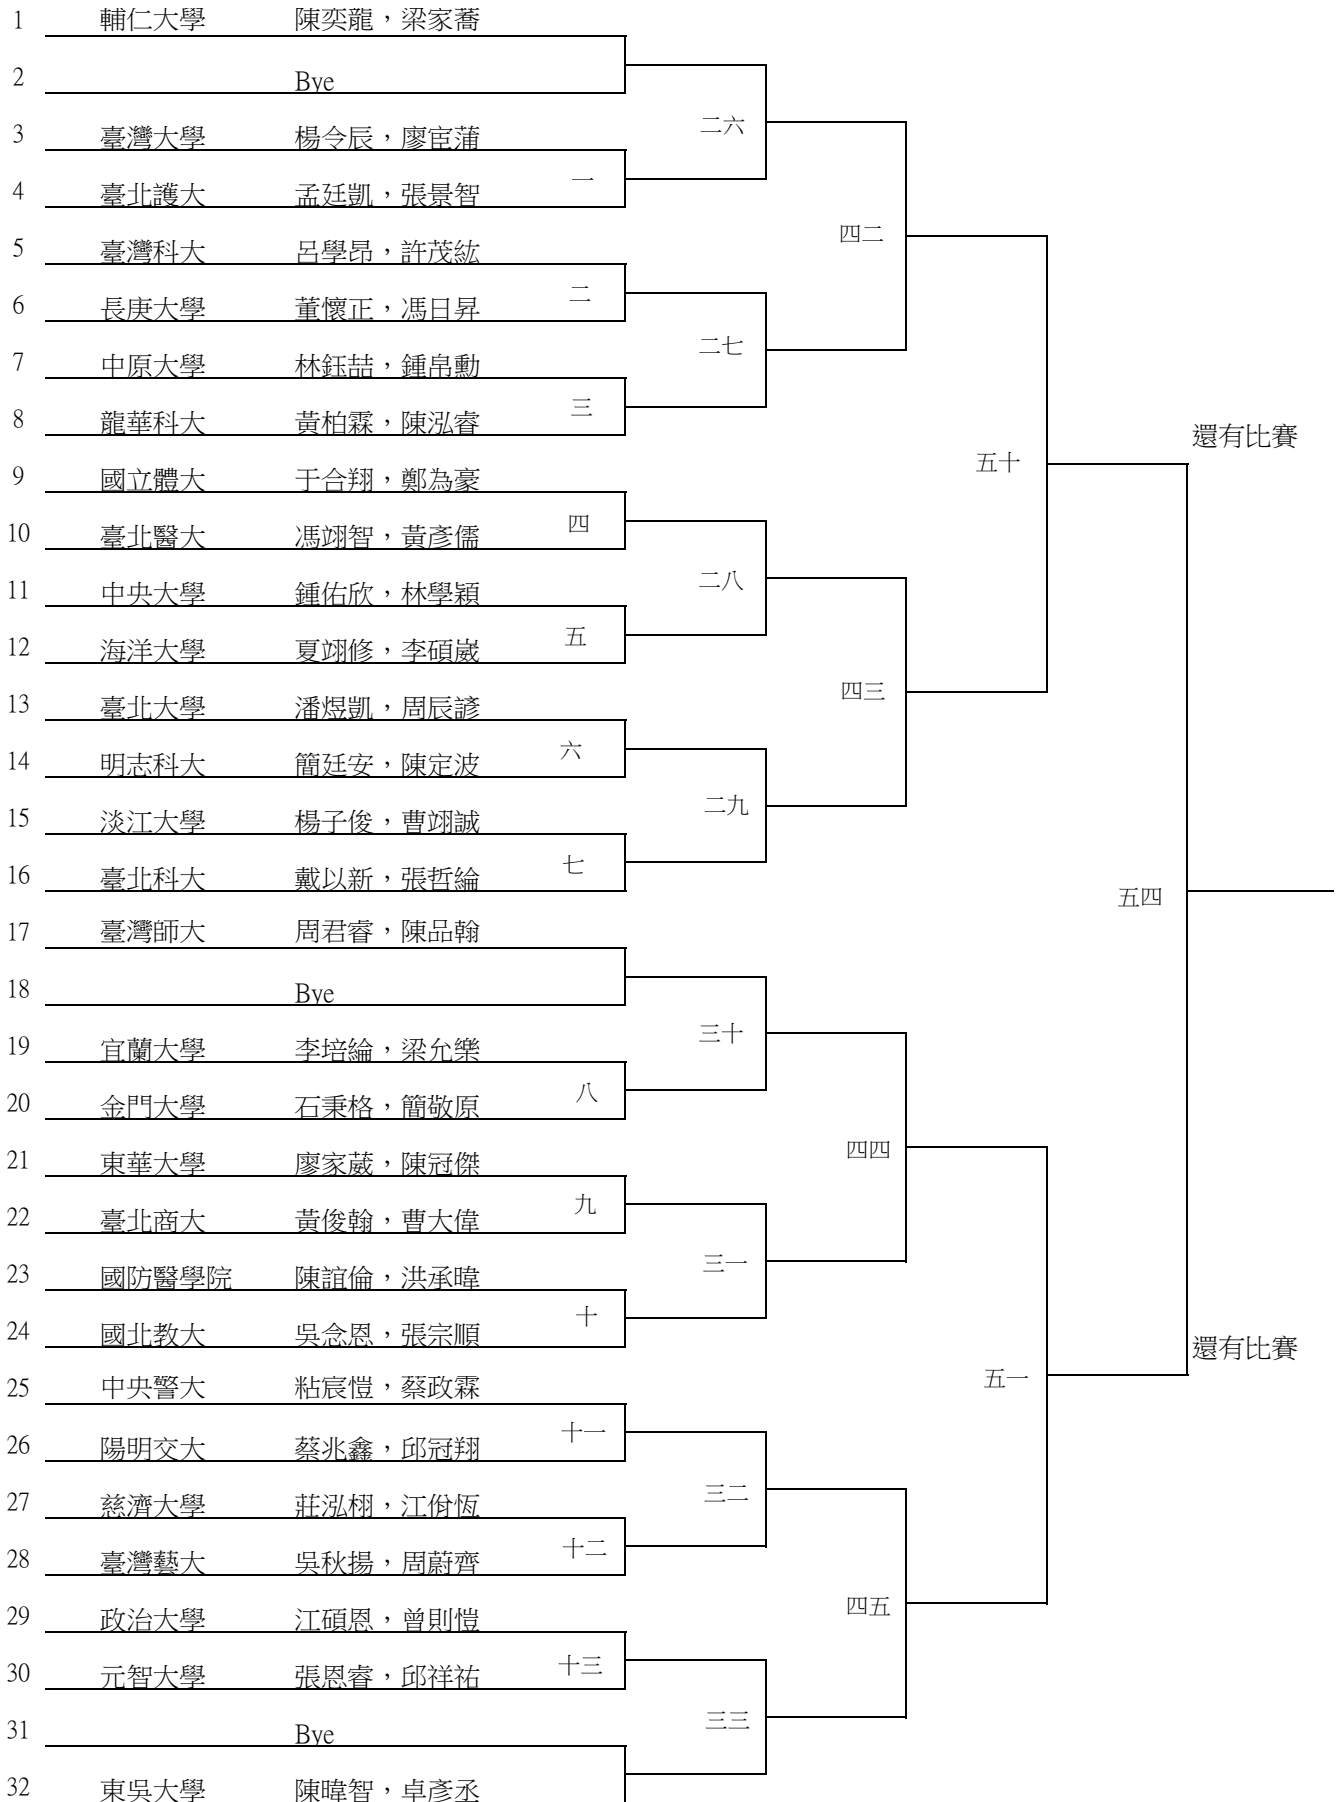 1 輔仁大學 陳奕龍，梁家蕎
2 Bye
二六
3 臺灣大學 楊令辰，廖宦蒲
一
4 臺北護大 孟廷凱，張景智
四二
5 臺灣科大 呂學昂，許茂紘
二
6 長庚大學 董懷正，馮日昇
二七
7 中原大學 林鈺喆，鍾帛勳
三
8 龍華科大 黃柏霖，陳泓睿
還有比賽
五十
9 國立體大 于合翔，鄭為豪
四
10 臺北醫大 馮翊智，黃彥儒
二八
11 中央大學 鍾佑欣，林學穎
五
12 海洋大學 夏翊修，李碩崴
四三
13 臺北大學 潘煜凱，周辰諺
六
14 明志科大 簡廷安，陳定波
二九
15 淡江大學 楊子俊，曹翊誠
七
16 臺北科大 戴以新，張哲綸
五四
17 臺灣師大 周君睿，陳品翰
18 Bye
三十
19 宜蘭大學 李培綸，梁允樂
八
20 金門大學 石秉格，簡敬原
四四
21 東華大學 廖家葳，陳冠傑
九
22 臺北商大 黃俊翰，曹大偉
三一
23 國防醫學院 陳誼倫，洪承暐
十
24 國北教大 吳念恩，張宗順
還有比賽
五一
25 中央警大 粘宸愷，蔡政霖
十一
26 陽明交大 蔡兆鑫，邱冠翔
三二
27 慈濟大學 莊泓栩，江佾恆
十二
28 臺灣藝大 吳秋揚，周蔚齊
四五
29 政治大學 江碩恩，曾則愷
十三
30 元智大學 張恩睿，邱祥祐
三三
31 Bye
32 東吳大學 陳暐智，卓彥丞